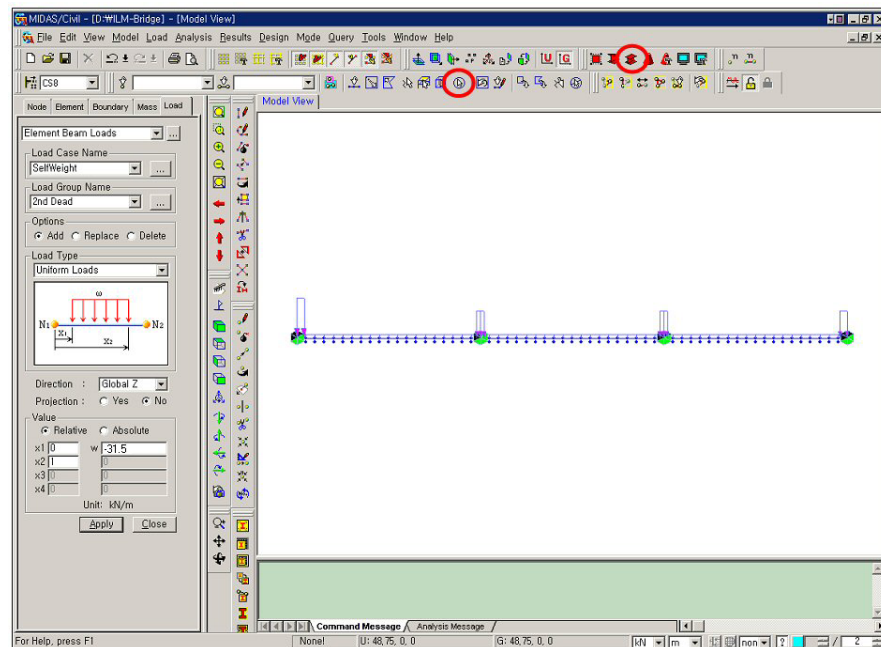 MIDAS/Civil - [D:₩ILM-Bridge] - [Model View]
File Edit View Model Load Analysis Results Design Mode Query Tools Window Help
CS8
Node Element Boundary Mass Load
Model View
Element Beam Loads
...
Load Case Name
SelfWeight
...
Load Group Name
2nd Dead
...
Options
Add Replace Delete
Load Type
Uniform Loads
ω
N1 N2
x1
x2
Direction : Global Z
Projection : Yes No
Value
Relative Absolute
x1 0 w -31.5
x2 1 0
x3 0 0
x4 0 0
Unit: kN/m
Apply Close
Command Message Analysis Message
For Help, press F1 None! U: 48,75, 0, 0 G: 48,75, 0, 0 kN m non ? / 2